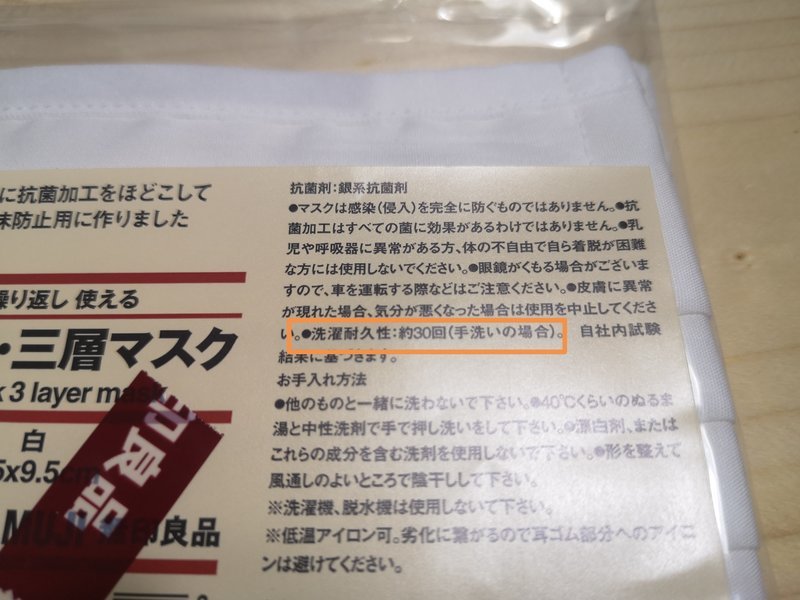 に抗菌加工をほどこして
末防止用に作りました
繰り返し 使える
・三層マスク
k 3 layer mask
白
5x9.5cm
印良品
MUJI 無印良品
抗菌剤：銀系抗菌剤
●マスクは感染（侵入）を完全に防ぐものではありません。●抗
菌加工はすべての菌に効果があるわけではありません。●乳
児や呼吸器に異常がある方、体の不自由で自ら着脱が困難
な方には使用しないでください。●眼鏡がくもる場合がございま
すので、車を運転する際などはご注意ください。●皮膚に異常
が現れた場合、気分が悪くなった場合は使用を中止してくださ
い。●洗濯耐久性：約30回（手洗いの場合）。 自社内試験
結果に基づきます。
お手入れ方法
●他のものと一緒に洗わないで下さい。●40℃くらいのぬるま
湯と中性洗剤で手で押し洗いをして下さい。●漂白剤、または
これらの成分を含む洗剤を使用しないで下さい。●形を整えて
風通しのよいところで陰干しして下さい。
※洗濯機、脱水機は使用しないで下さい。
※低温アイロン可。劣化に繋がるので耳ゴム部分へのアイロ
ンは避けてください。